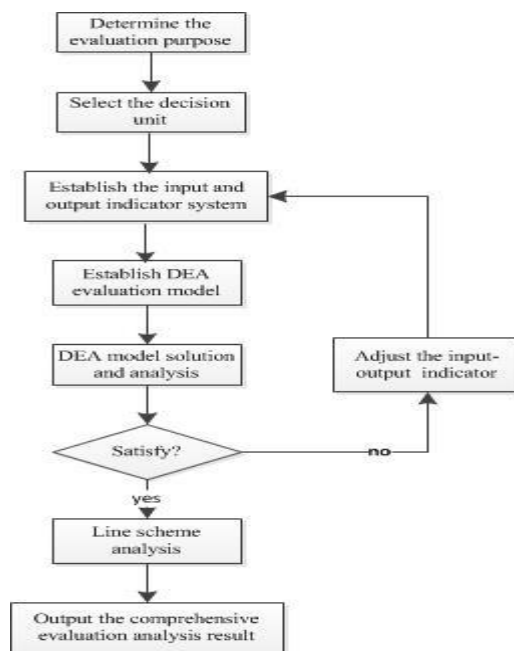 Determine the
evaluation purpose
Select the decision
unit
Establish the input and
output indicator system
Establish DEA
evaluation model
DEA model solution
and analysis
Adjust the input-
output indicator
Satisfy?
no
yes
Line scheme
analysis
Output the comprehensive
evaluation analysis result